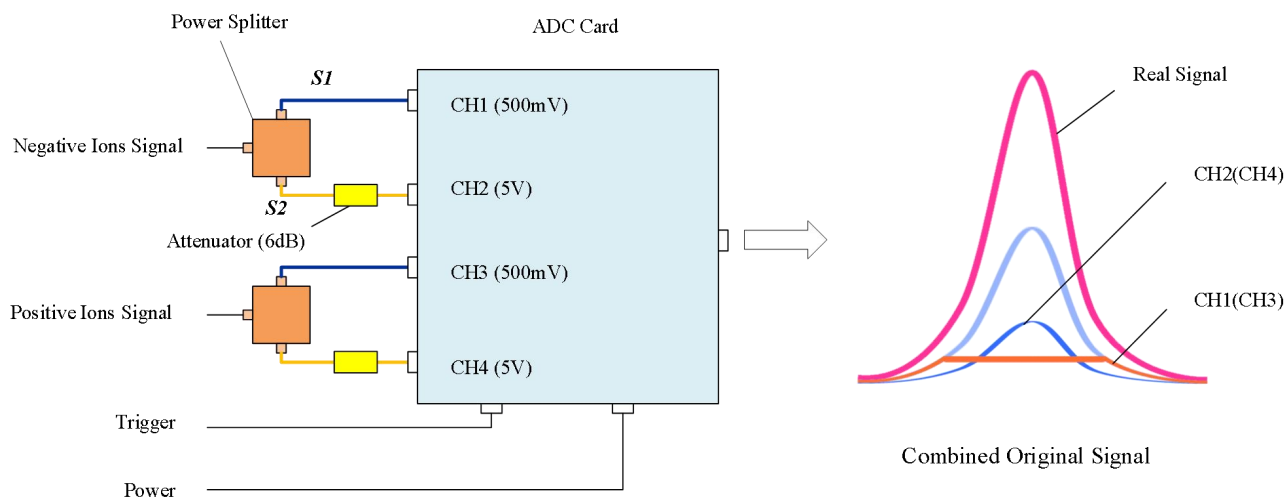 Power Splitter
ADC Card
S1
Real Signal
CH1 (500mV)
Negative Ions Signal
CH2(CH4)
CH2 (5V)
S2
Attenuator (6dB)
CH3 (500mV)
CH1(CH3)
Positive Ions Signal
CH4 (5V)
Trigger
Combined Original Signal
Power